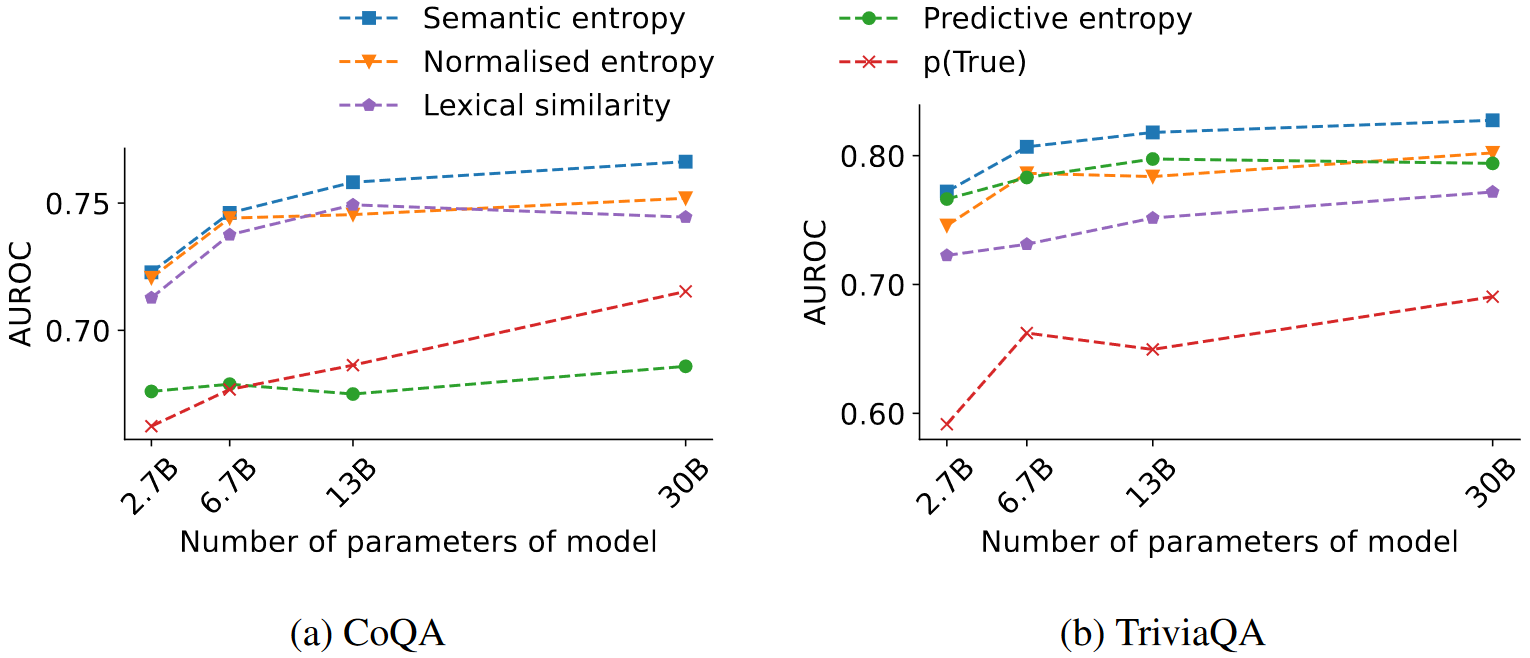 Semantic entropy
Normalised entropy
Lexical similarity
Predictive entropy
p(True)
AUROC
0.75
0.70
2.7B
6.7B
13B
30B
Number of parameters of model
(a) CoQA
AUROC
0.80
0.70
0.60
2.7B
6.7B
13B
30B
Number of parameters of model
(b) TriviaQA